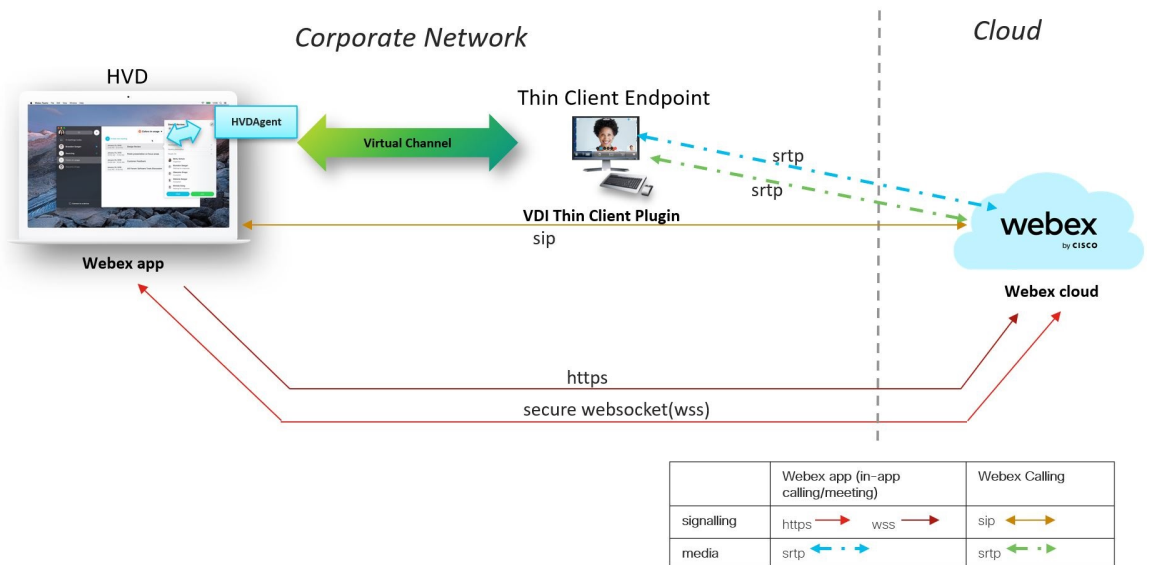 Corporate Network
Cloud
HVD
Thin Client Endpoint
HVDAgent
Virtual Channel
srtp
srtp
VDI Thin Client Plugin
sip
webex
by CISCO
Webex app
Webex cloud
https
secure websocket(wss)
Webex app (in-app
calling/meeting)
Webex Calling
signalling
https
wss
sip
media
srtp
srtp